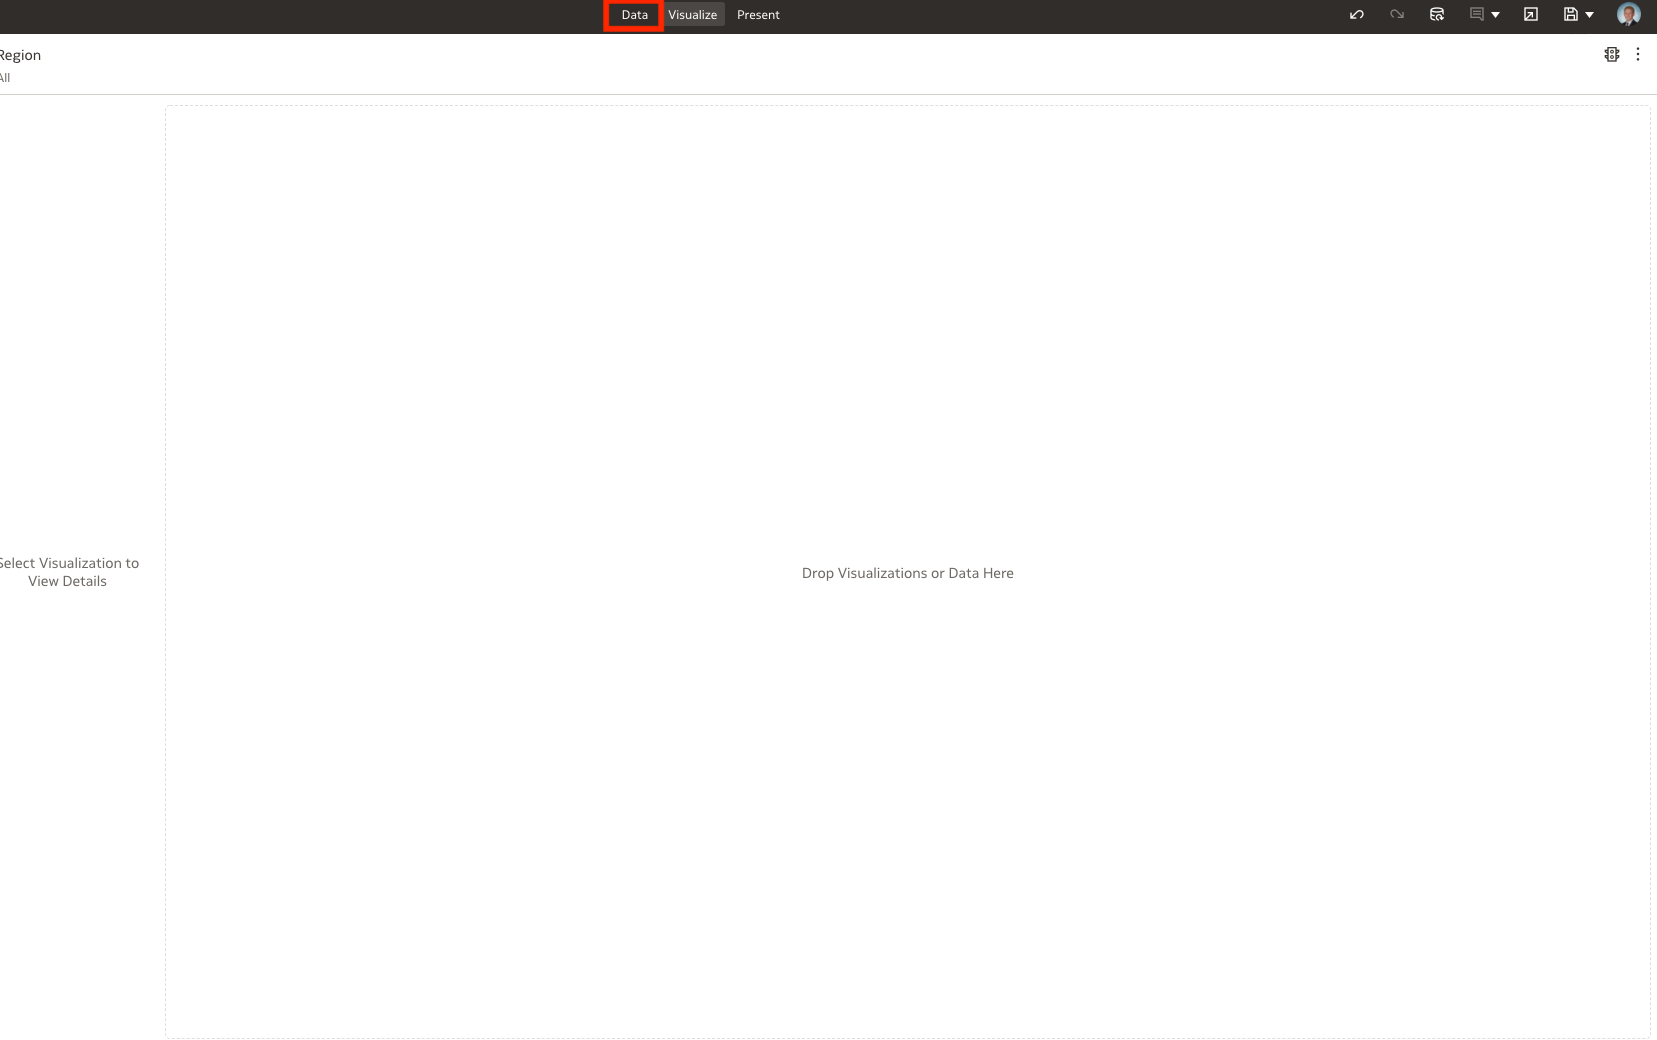 Data Visualize Present
Region
All
Select Visualization to
View Details
Drop Visualizations or Data Here